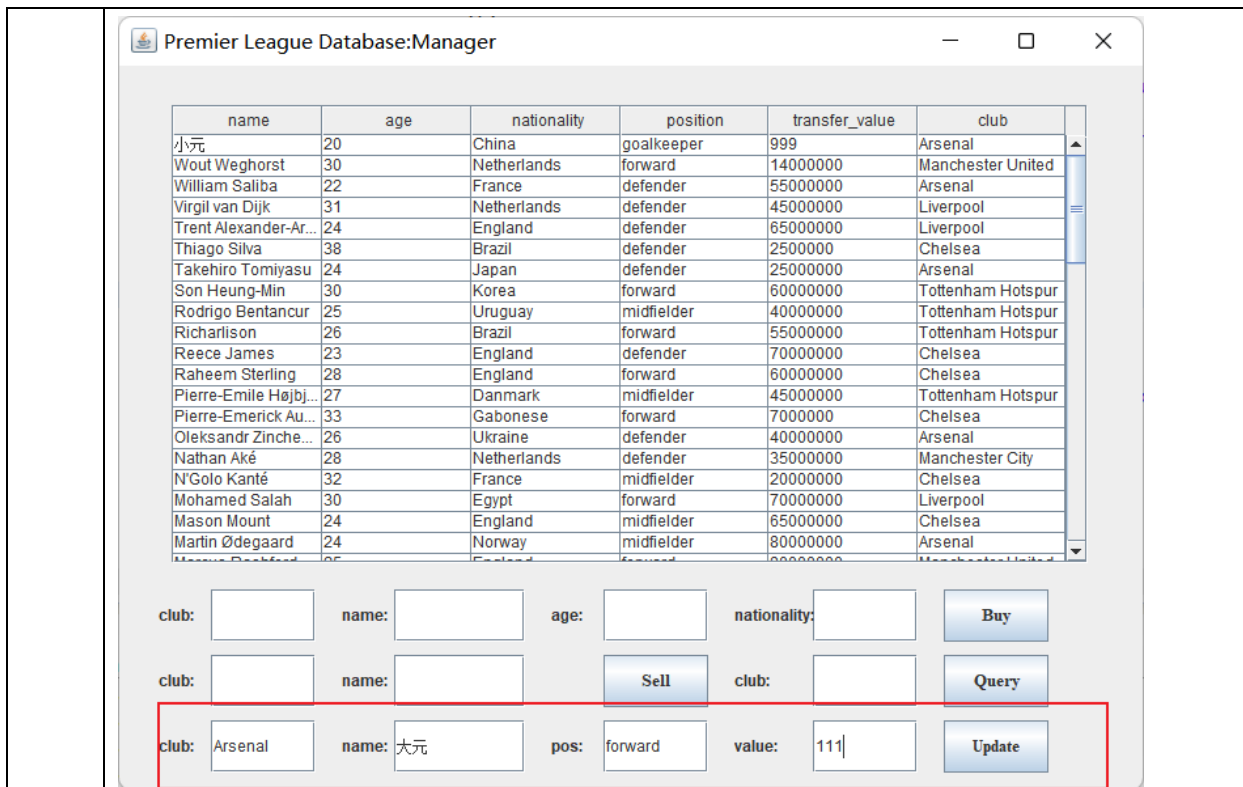 Premier League Database:Manager
name age nationality position transfer_value club
小元 20 China goalkeeper 999 Arsenal
Wout Weghorst 30 Netherlands forward 14000000 Manchester United
William Saliba 22 France defender 55000000 Arsenal
Virgil van Dijk 31 Netherlands defender 45000000 Liverpool
Trent Alexander-Ar... 24 England defender 65000000 Liverpool
Thiago Silva 38 Brazil defender 2500000 Chelsea
Takehiro Tomiyasu 24 Japan defender 25000000 Arsenal
Son Heung-Min 30 Korea forward 60000000 Tottenham Hotspur
Rodrigo Bentancur 25 Uruguay midfielder 40000000 Tottenham Hotspur
Richarlison 26 Brazil forward 55000000 Tottenham Hotspur
Reece James 23 England defender 70000000 Chelsea
Raheem Sterling 28 England forward 60000000 Chelsea
Pierre-Emile Højbj... 27 Danmark midfielder 45000000 Tottenham Hotspur
Pierre-Emerick Au... 33 Gabonese forward 7000000 Chelsea
Oleksandr Zinche... 26 Ukraine defender 40000000 Arsenal
Nathan Aké 28 Netherlands defender 35000000 Manchester City
N'Golo Kanté 32 France midfielder 20000000 Chelsea
Mohamed Salah 30 Egypt forward 70000000 Liverpool
Mason Mount 24 England midfielder 65000000 Chelsea
Martin Ødegaard 24 Norway midfielder 80000000 Arsenal
club: name: age: nationality: Buy
club: name: Sell club: Query
club: Arsenal name: 大元 pos: forward value: 111 Update